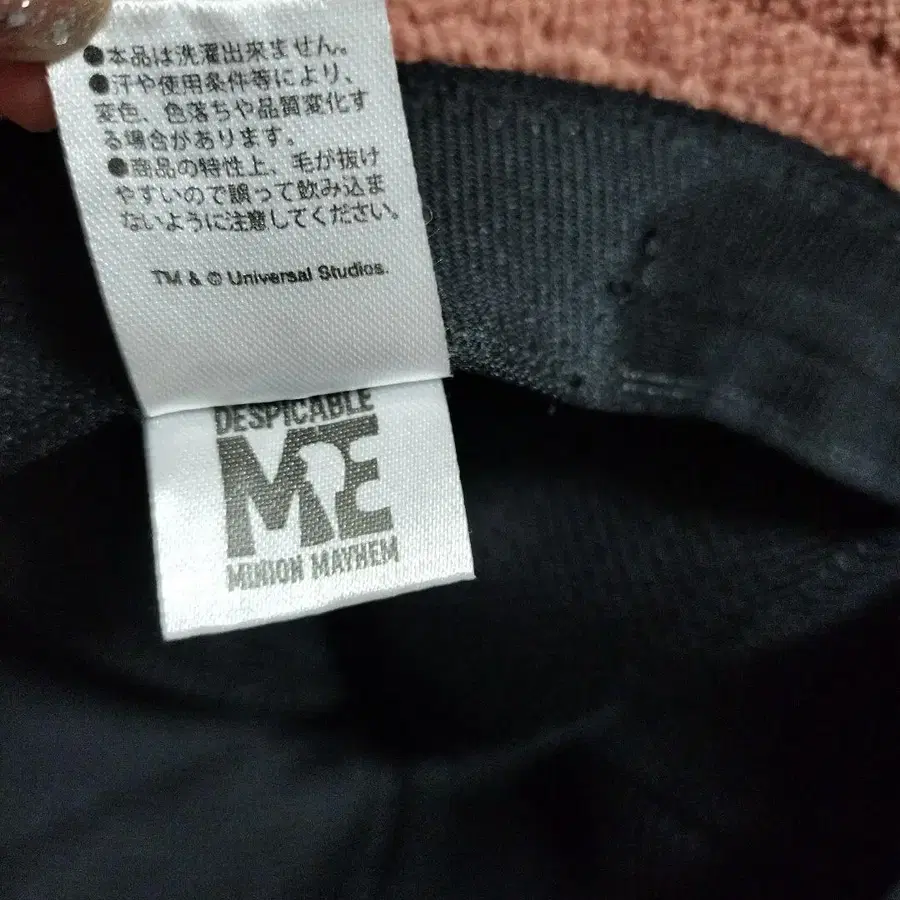 ●本品は洗濯出来ません。
●汗や使用条件等により、
変色、色落ちや品質変化す
る場合があります。
●商品の特性上、毛が抜け
やすいので誤って飲み込ま
ないように注意してください。
TM & © Universal Studios.
DESPICABLE
ME
MINION MAYHEM